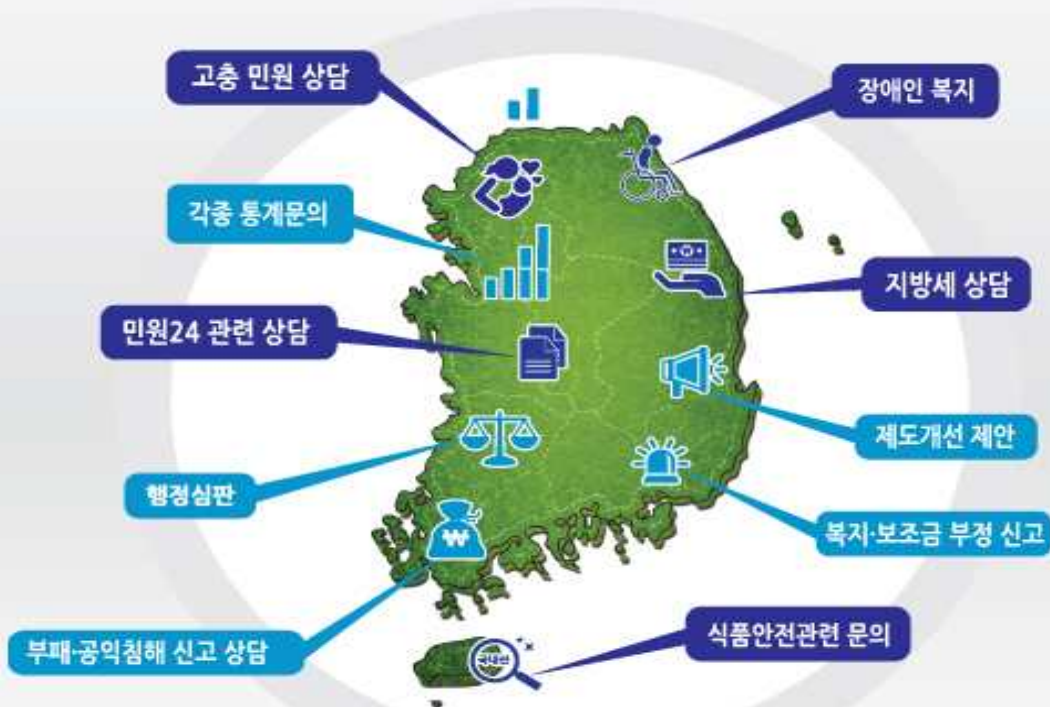 고충 민원 상담
장애인 복지
각종 통계문의
지방세 상담
민원24 관련 상담
제도개선 제안
행정심판
복지·보조금 부정 신고
₩
부패·공익침해 신고 상담
식품안전관련 문의
국내산